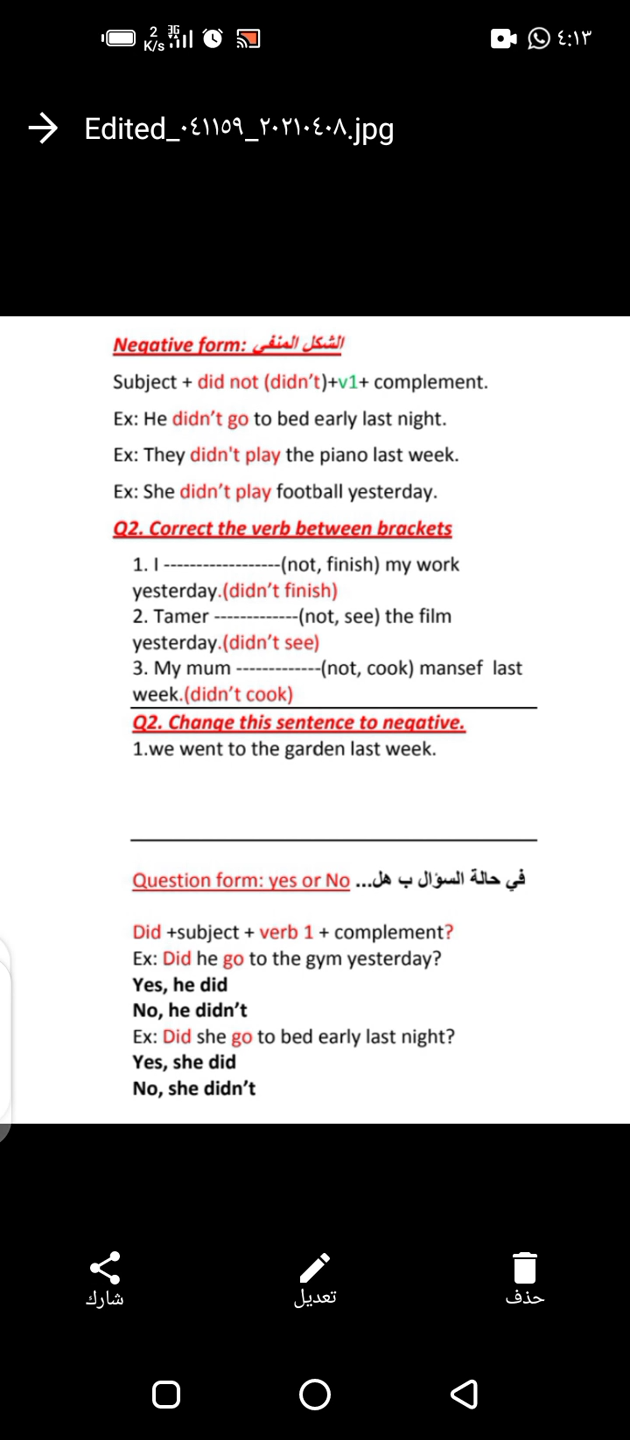 2 K/s 3G ٤:١٣
Edited_٠٤١١٥٩_٢٠٢١٠٤٠٨.jpg
Negative form: الشكل المنفي
Subject + did not (didn't)+v1+ complement.
Ex: He didn’t go to bed early last night.
Ex: They didn't play the piano last week.
Ex: She didn’t play football yesterday.
Q2. Correct the verb between brackets
1. I ------------------(not, finish) my work
yesterday.(didn’t finish)
2. Tamer -------------(not, see) the film
yesterday.(didn’t see)
3. My mum -------------(not, cook) mansef last
week.(didn’t cook)
Q2. Change this sentence to negative.
1.we went to the garden last week.
Question form: yes or No ...في حالة السؤال ب هل
Did +subject + verb 1 + complement?
Ex: Did he go to the gym yesterday?
Yes, he did
No, he didn’t
Ex: Did she go to bed early last night?
Yes, she did
No, she didn’t
شارك تعديل حذف